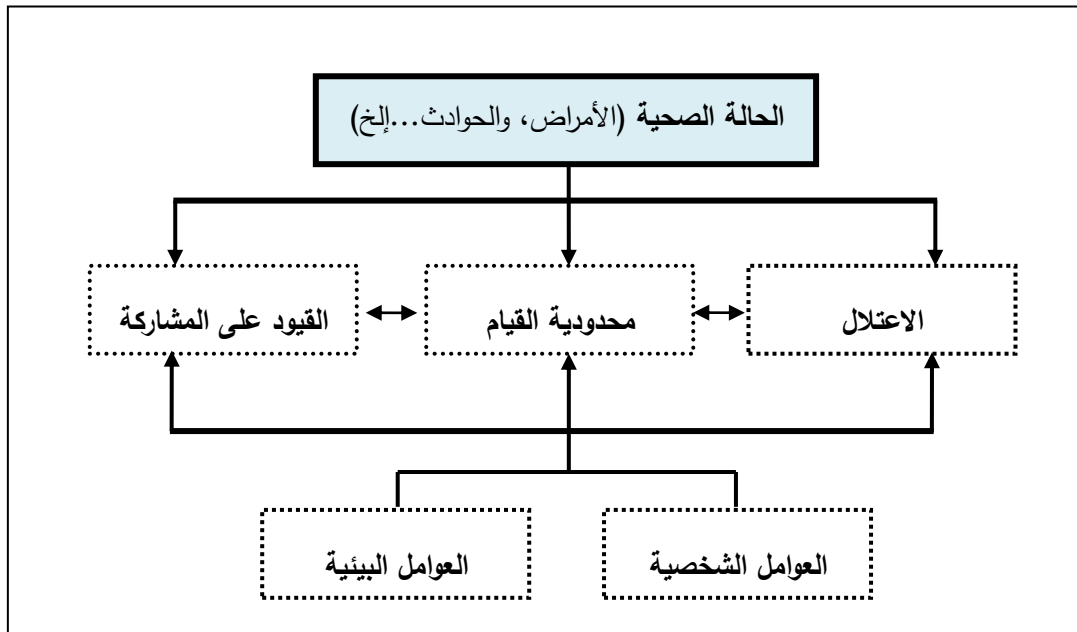 الحالة الصحية (الأمراض، والحوادث...إلخ)
الاعتلال
محدودية القيام
القيود على المشاركة
العوامل الشخصية
العوامل البيئية